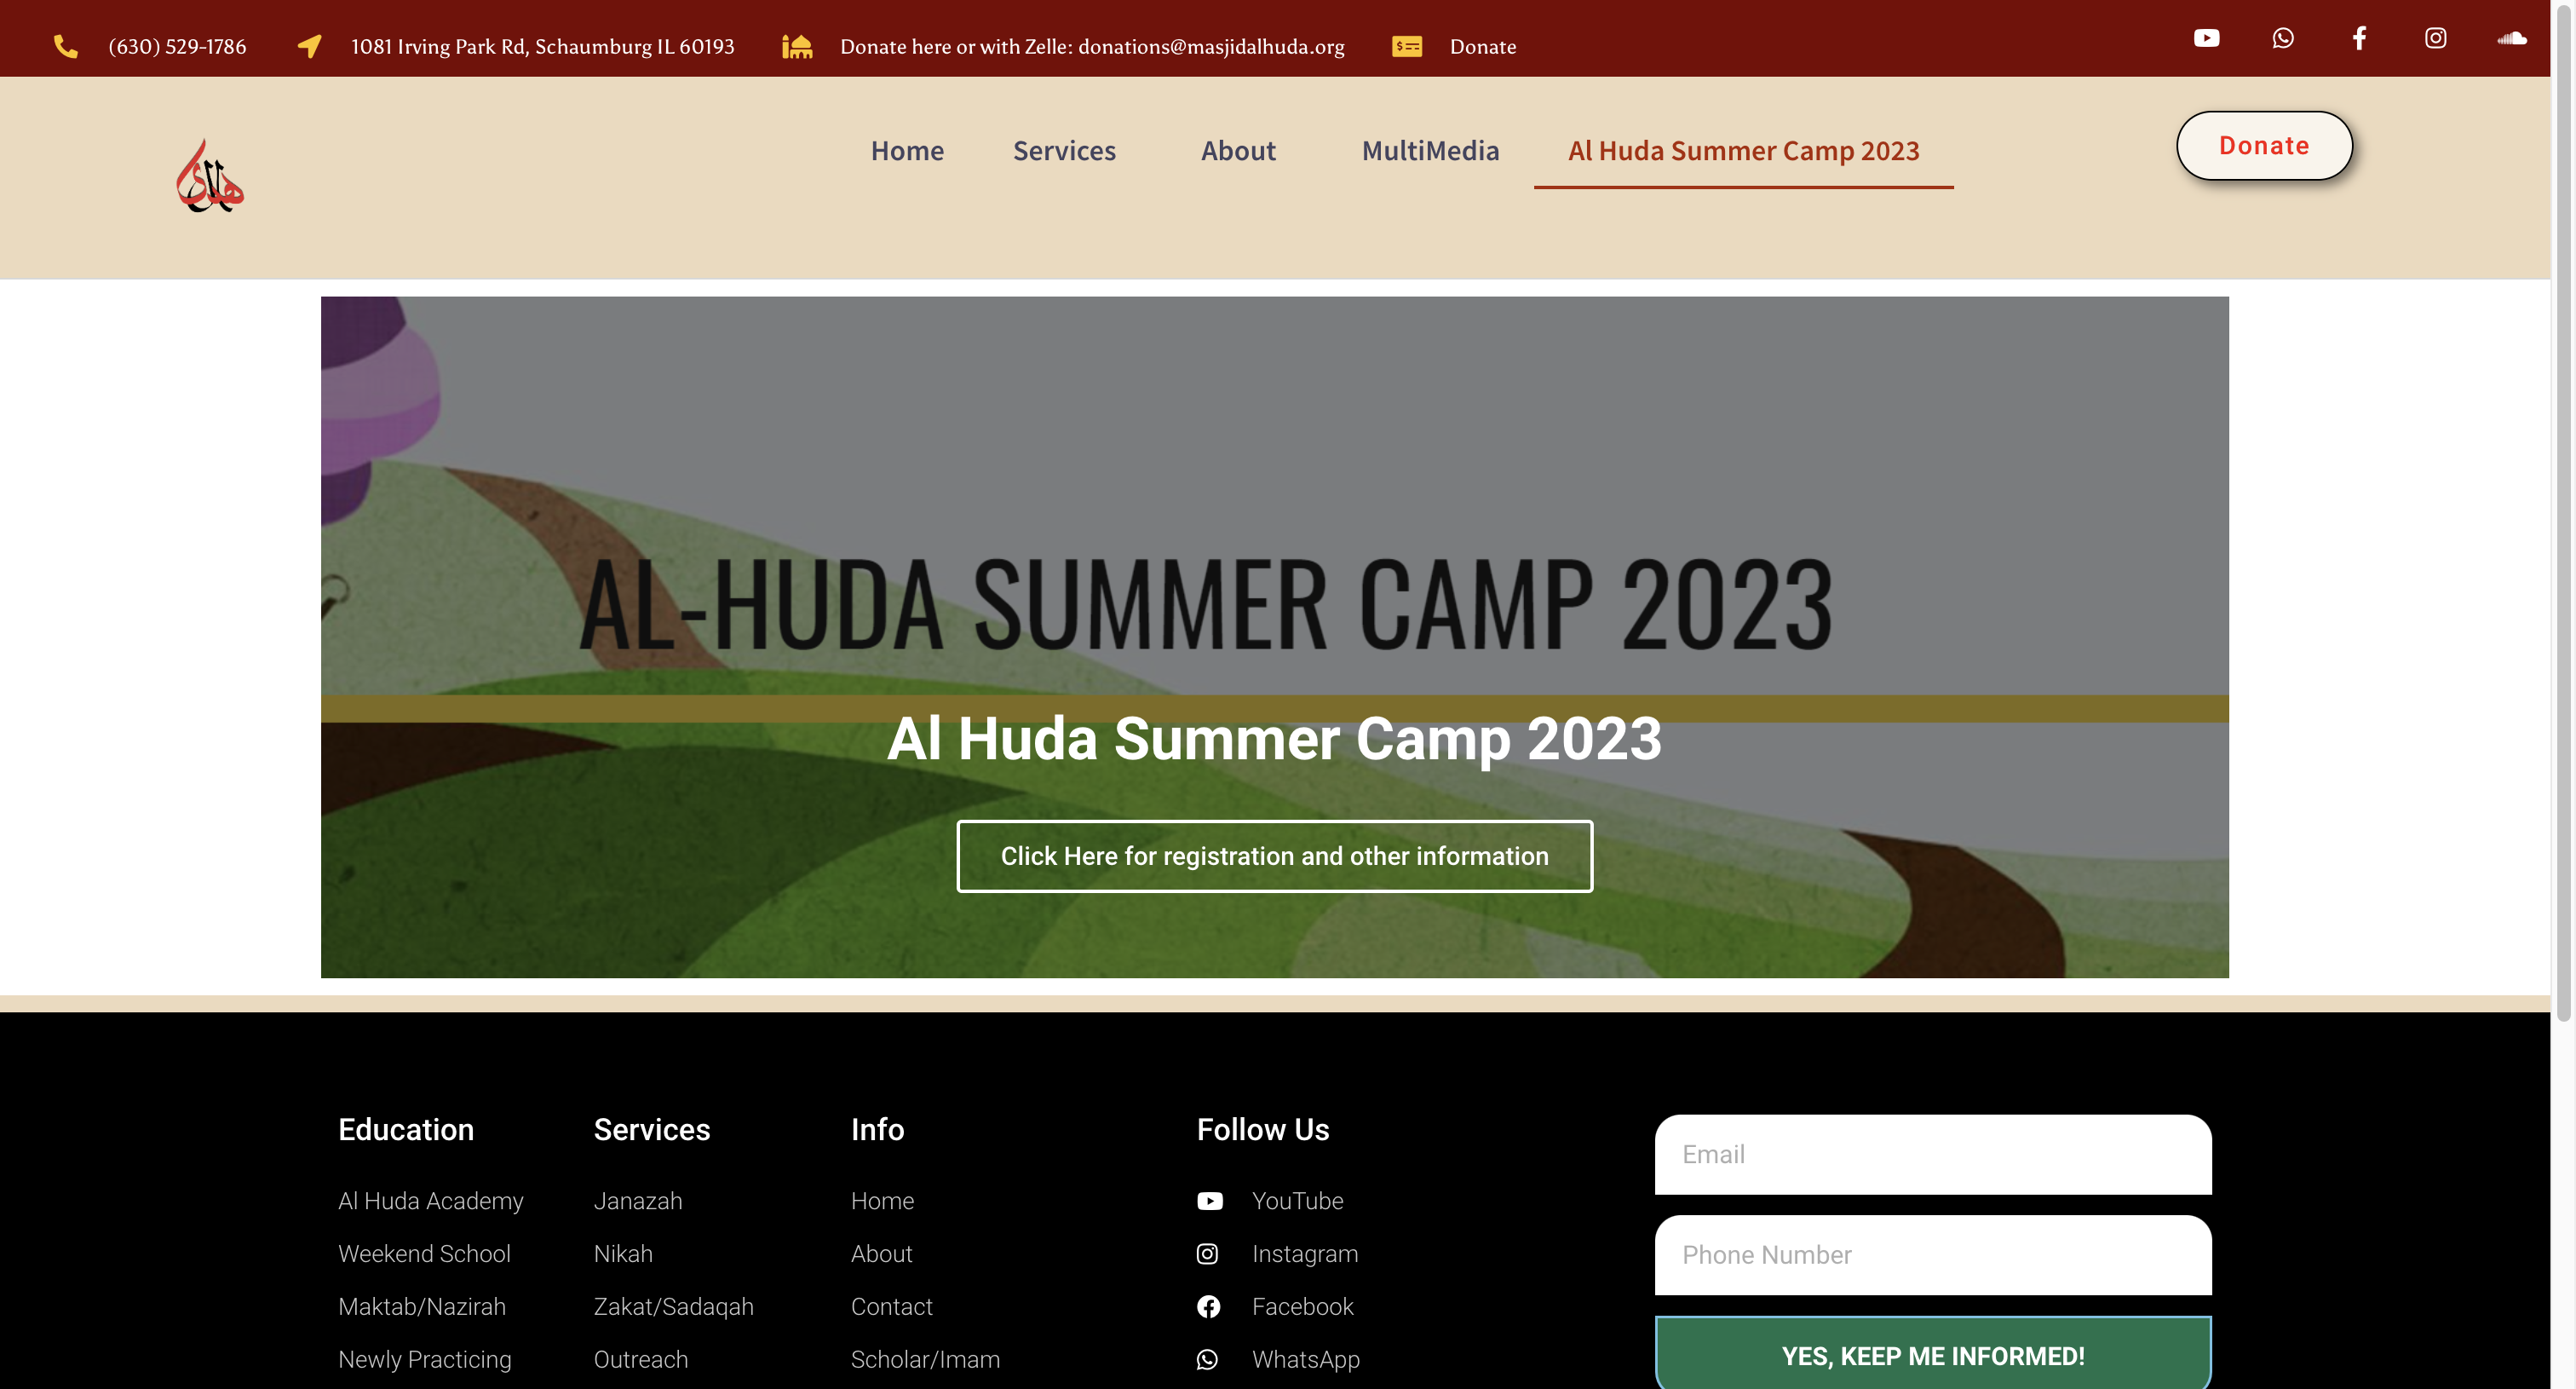 (630) 529-1786
1081 Irving Park Rd, Schaumburg IL 60193
Donate here or with Zelle: donations@masjidalhuda.org
Donate
الهدى
Home
Services
About
MultiMedia
Al Huda Summer Camp 2023
Donate
AL-HUDA SUMMER CAMP 2023
Al Huda Summer Camp 2023
Click Here for registration and other information
Education
Al Huda Academy
Weekend School
Maktab/Nazirah
Newly Practicing
Services
Janazah
Nikah
Zakat/Sadaqah
Outreach
Info
Home
About
Contact
Scholar/Imam
Follow Us
YouTube
Instagram
Facebook
WhatsApp
Email
Phone Number
YES, KEEP ME INFORMED!